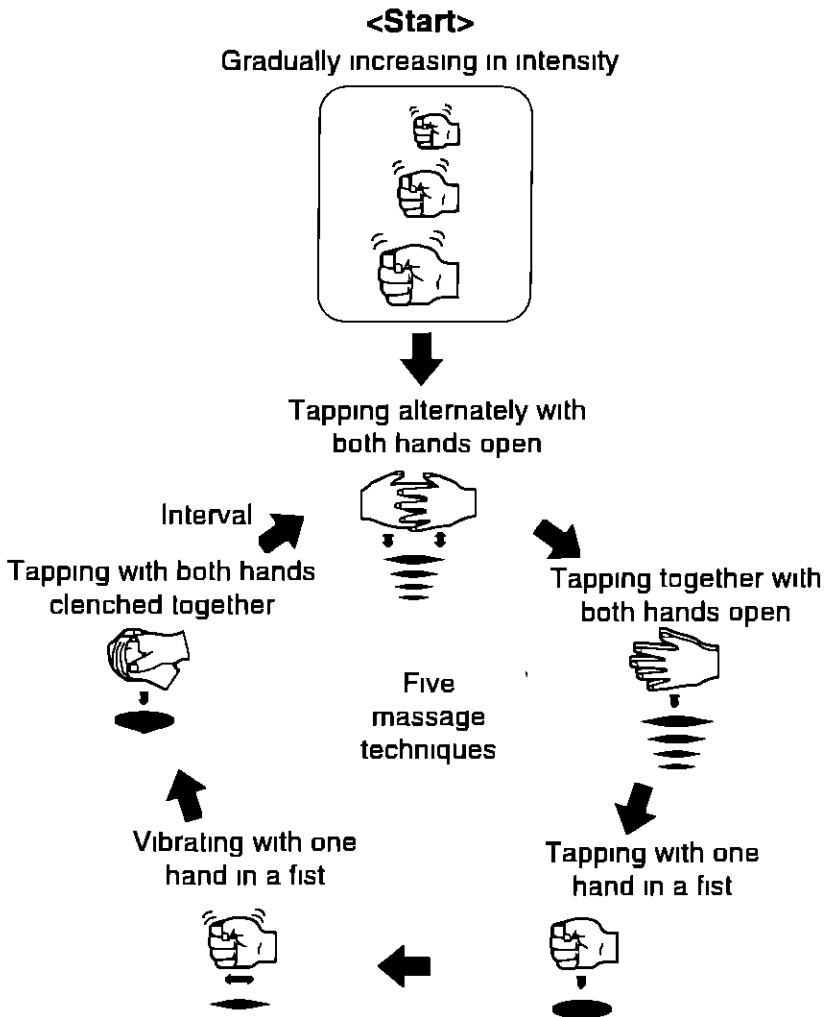 <Start>
Gradually increasing in intensity
Tapping alternately with
both hands open
Interval
Tapping with both hands
clenched together
Tapping together with
both hands open
Five
massage
techniques
Vibrating with one
hand in a fist
Tapping with one
hand in a fist